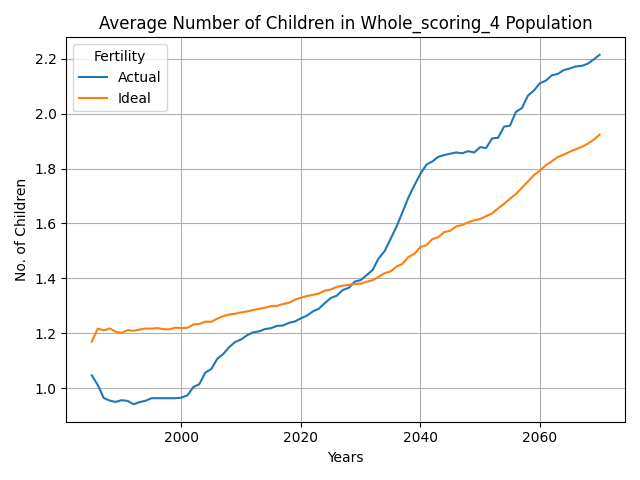 Average Number of Children in Whole_scoring_4 Population
Fertility
Actual
Ideal
2.2
2.0
1.8
1.6
1.4
1.2
1.0
No. of Children
2000 2020 2040 2060
Years